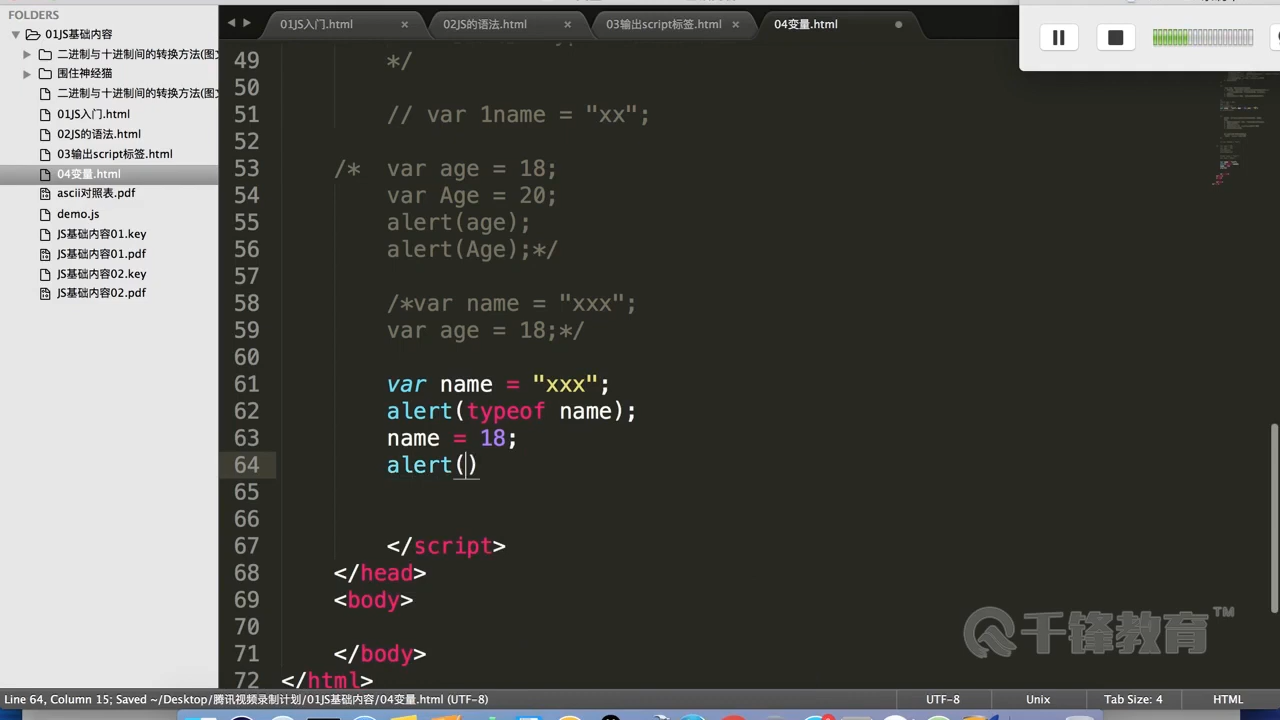 FOLDERS
01JS基础内容
二进制与十进制间的转换方法(图文
围住神经猫
二进制与十进制间的转换方法(图文
01JS入门.html
02JS的语法.html
03输出script标签.html
04变量.html
ascii对照表.pdf
demo.js
JS基础内容01.key
JS基础内容01.pdf
JS基础内容02.key
JS基础内容02.pdf
01JS入门.html
02JS的语法.html
03输出script标签.html
04变量.html
49 */
50
51 // var 1name = "xx";
52
53 /* var age = 18;
54 var Age = 20;
55 alert(age);
56 alert(Age);*/
57
58 /*var name = "xxx";
59 var age = 18;*/
60
61 var name = "xxx";
62 alert(typeof name);
63 name = 18;
64 alert()
65
66
67 </script>
68 </head>
69 <body>
70
71 </body>
72 </html>
千锋教育™
Line 64, Column 15; Saved ~/Desktop/腾讯视频录制计划/01JS基础内容/04变量.html (UTF-8)
UTF-8
Unix
Tab Size: 4
HTML